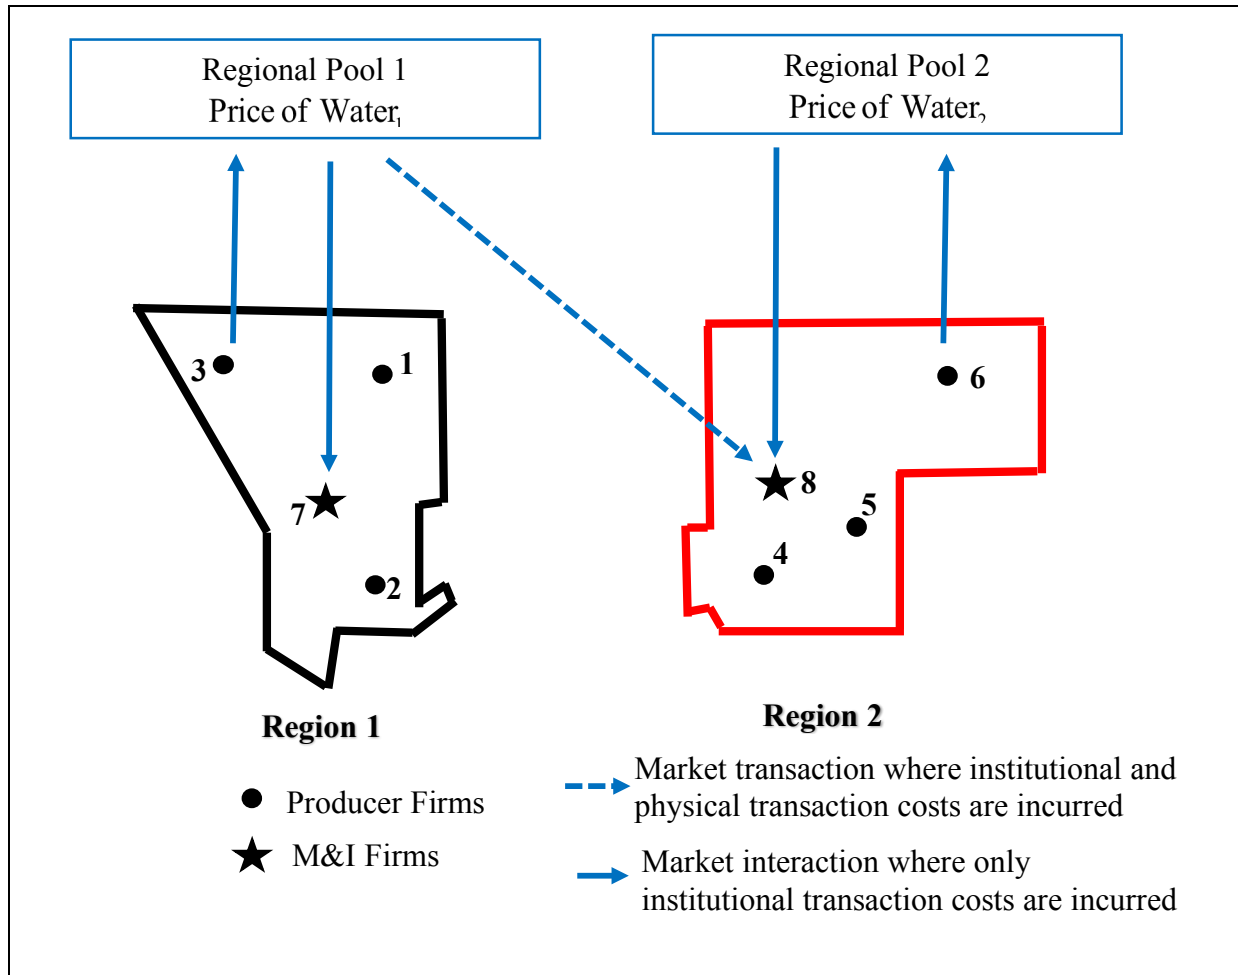 Regional Pool 1
Price of Water₁
Regional Pool 2
Price of Water₂
3
1
7
2
6
8
5
4
Region 1
Region 2
Producer Firms
M&I Firms
Market transaction where institutional and
physical transaction costs are incurred
Market interaction where only
institutional transaction costs are incurred